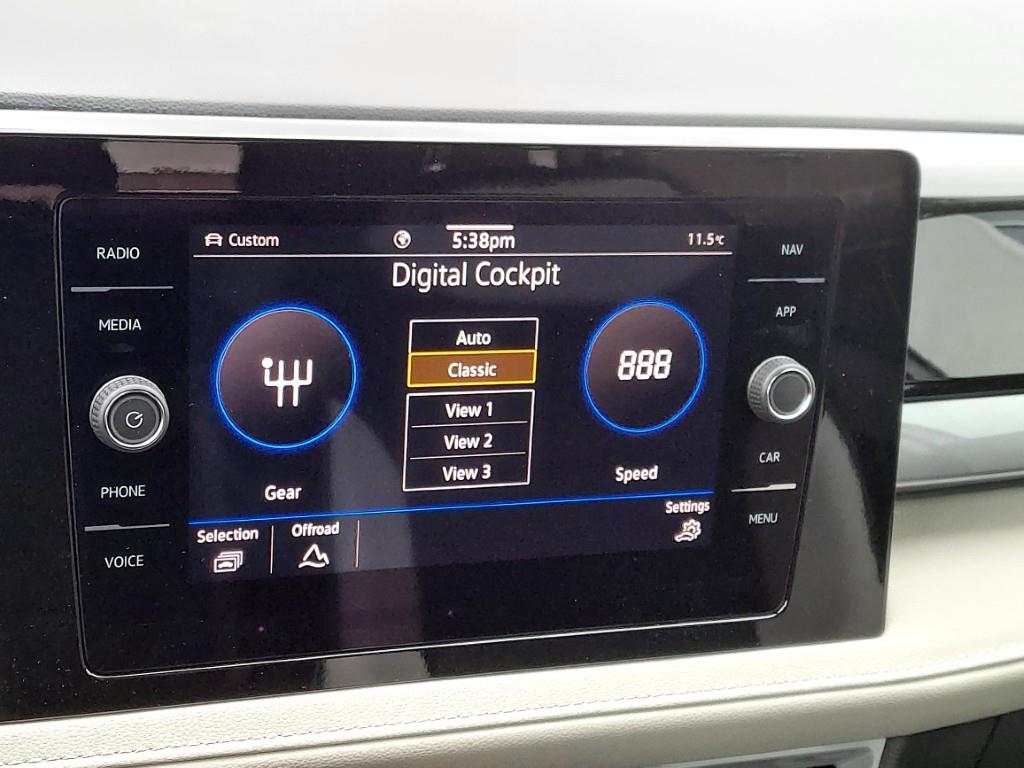 RADIO
MEDIA
PHONE
VOICE
Custom
5:38pm
11.5°C
Digital Cockpit
Auto
Classic
View 1
View 2
View 3
888
Gear
Speed
Selection
Offroad
Settings
NAV
APP
CAR
MENU